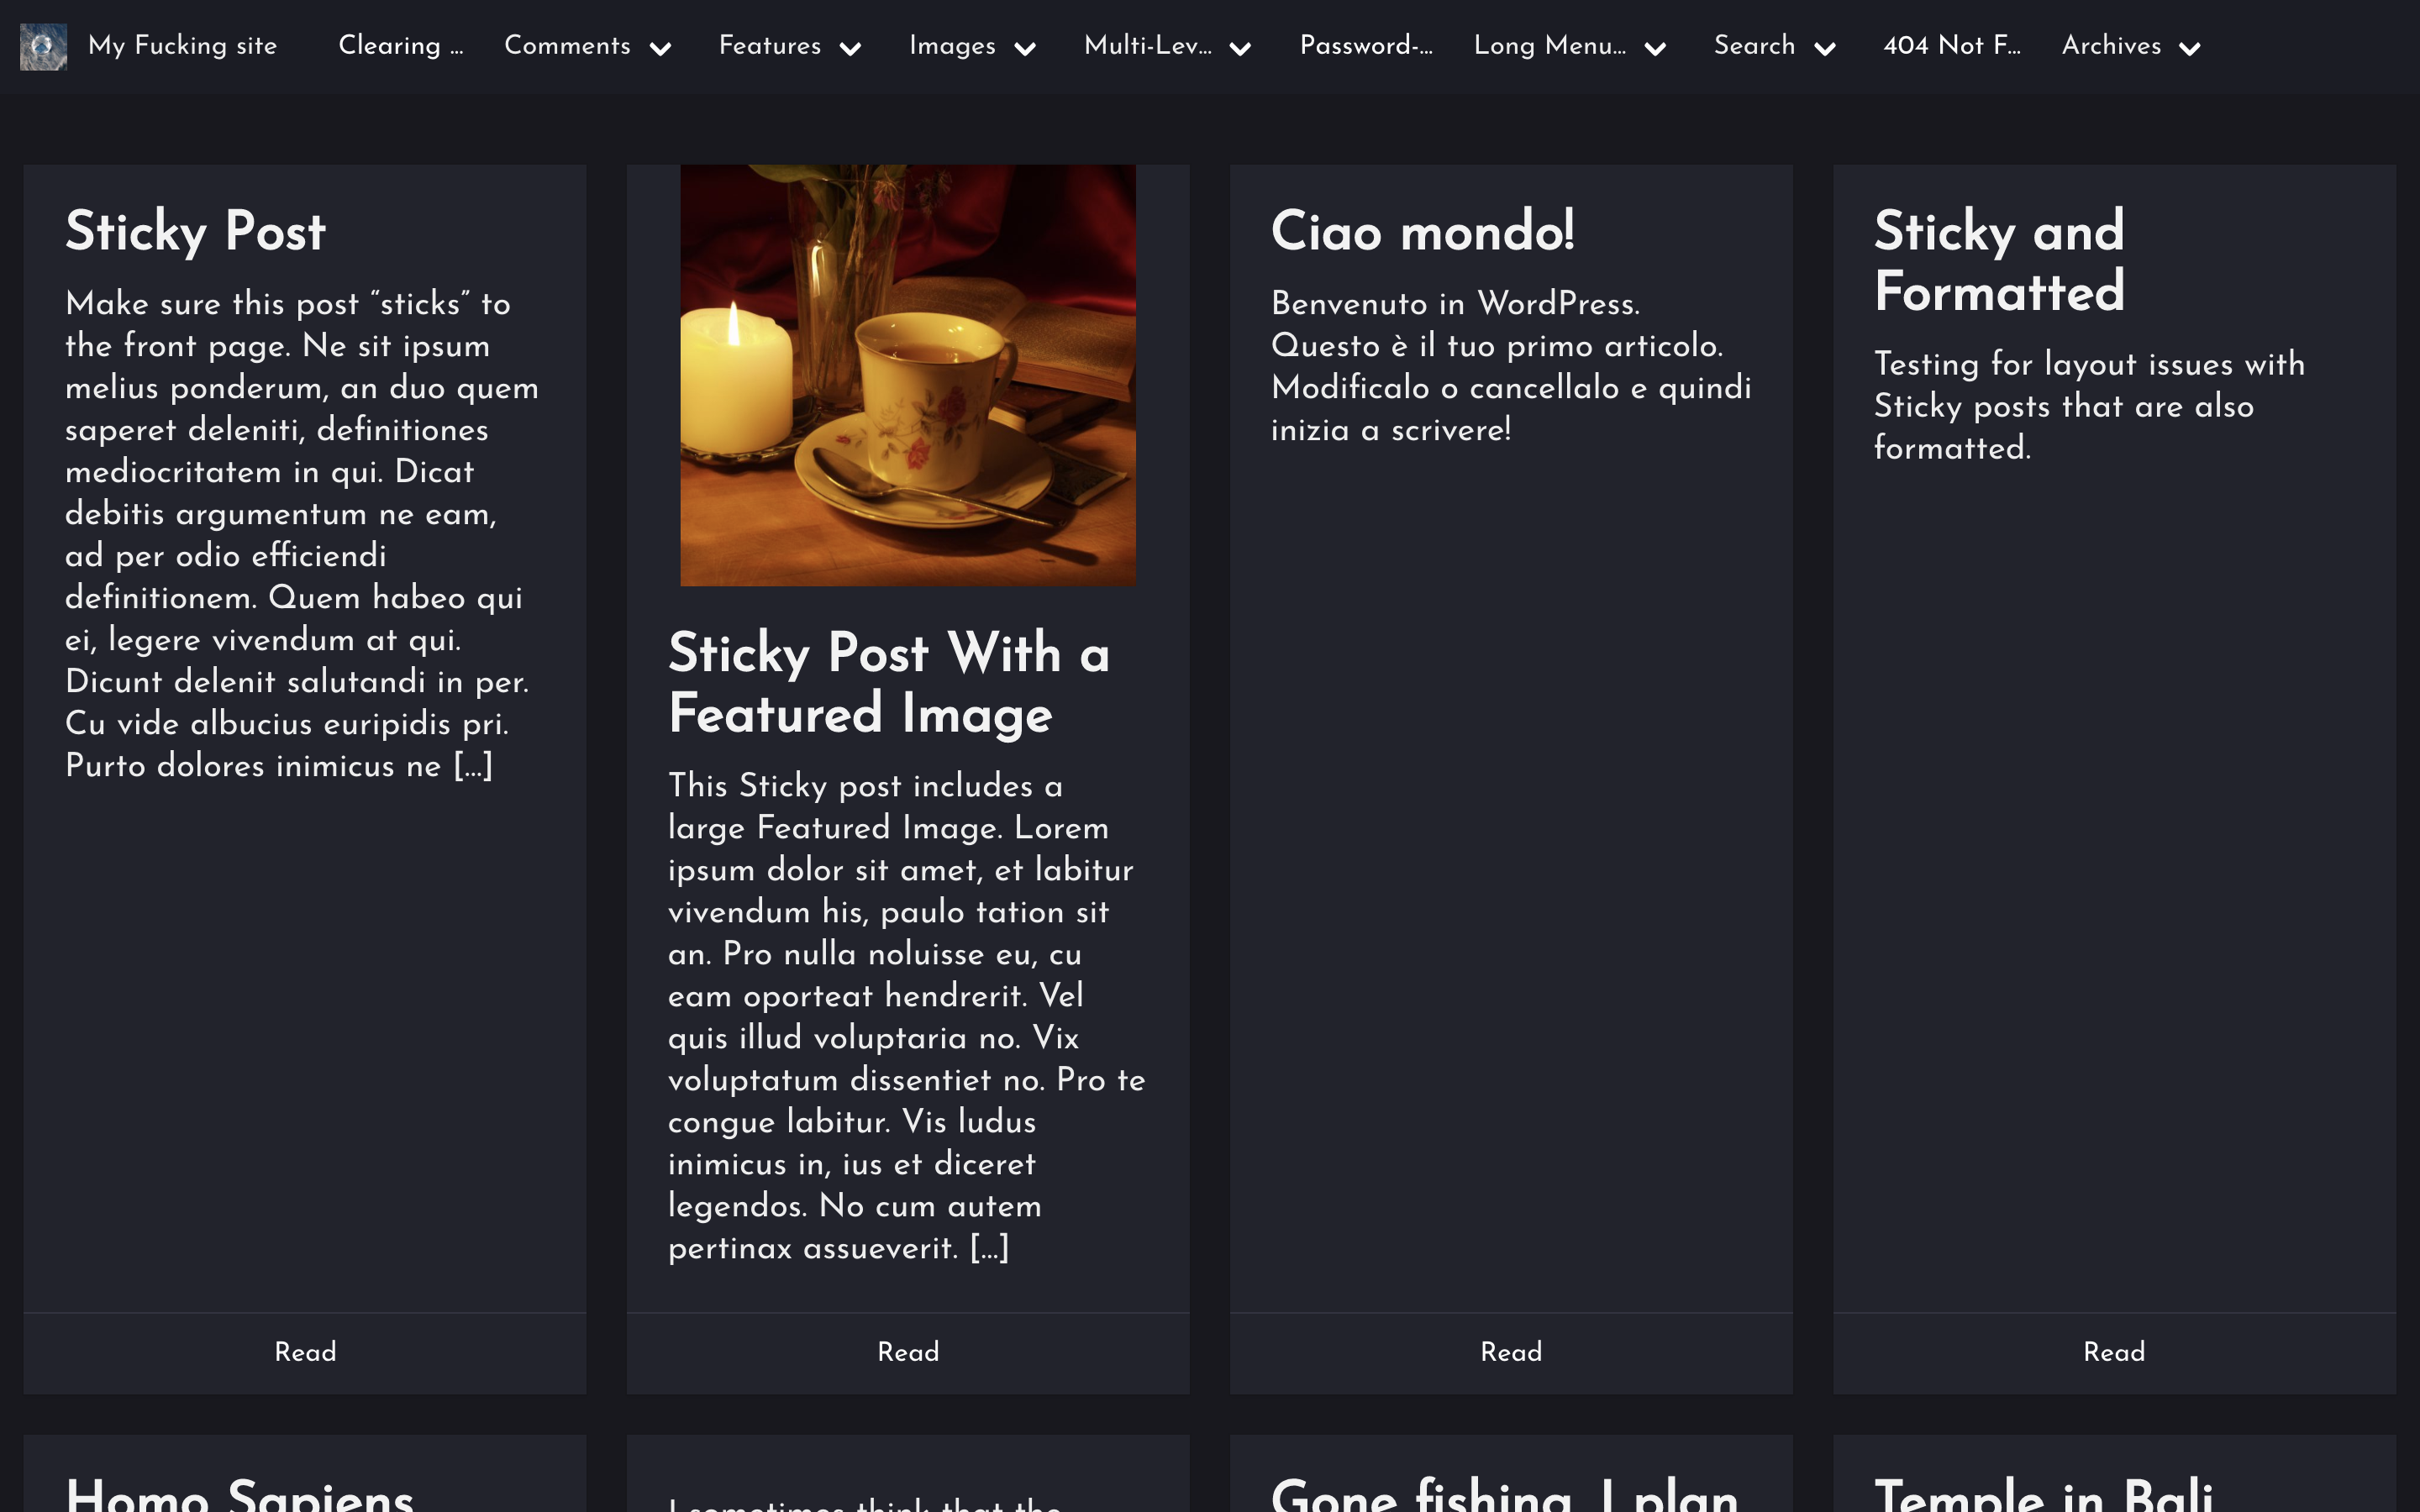 My Fucking site
Clearing ...
Comments
Features
Images
Multi-Lev...
Password-...
Long Menu...
Search
404 Not F...
Archives
Sticky Post
Make sure this post “sticks” to
the front page. Ne sit ipsum
melius ponderum, an duo quem
saperet deleniti, definitiones
mediocritatem in qui. Dicat
debitis argumentum ne eam,
ad per odio efficiendi
definitionem. Quem habeo qui
ei, legere vivendum at qui.
Dicunt delenit salutandi in per.
Cu vide albucius euripidis pri.
Purto dolores inimicus ne [...]
Read
Sticky Post With a
Featured Image
This Sticky post includes a
large Featured Image. Lorem
ipsum dolor sit amet, et labitur
vivendum his, paulo tation sit
an. Pro nulla noluisse eu, cu
eam oporteat hendrerit. Vel
quis illud voluptaria no. Vix
voluptatum dissentiet no. Pro te
congue labitur. Vis ludus
inimicus in, ius et diceret
legendos. No cum autem
pertinax assueverit. [...]
Read
Ciao mondo!
Benvenuto in WordPress.
Questo è il tuo primo articolo.
Modificalo o cancellalo e quindi
inizia a scrivere!
Read
Sticky and
Formatted
Testing for layout issues with
Sticky posts that are also
formatted.
Read
Homo Sapiens
I sometimes think that the
Gone fishing. I plan
Temple in Bali